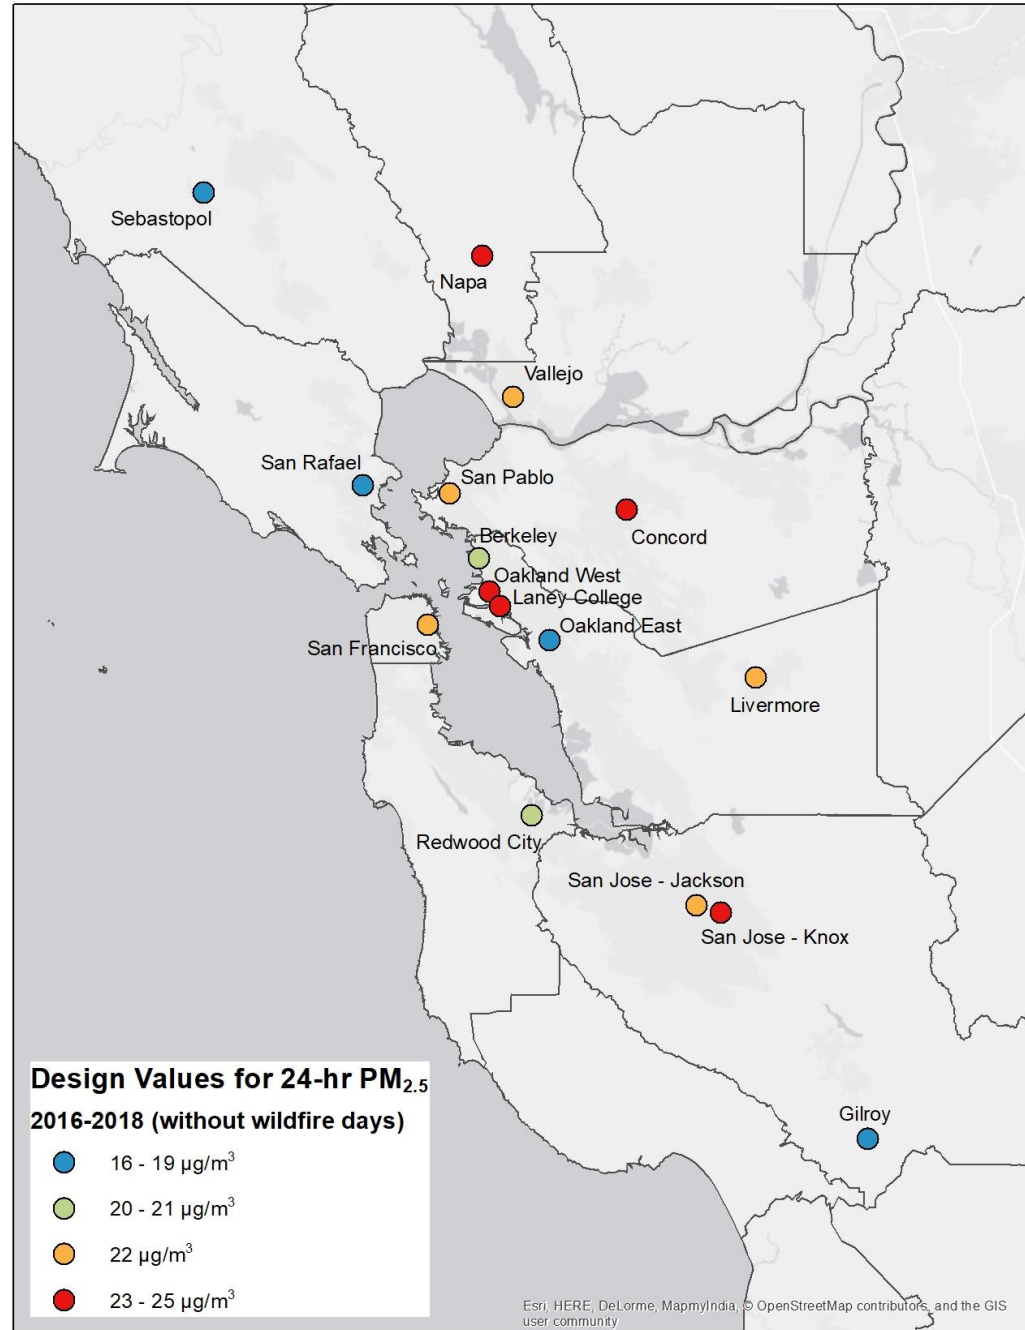 Sebastopol
Napa
Vallejo
San Rafael
San Pablo
Concord
Berkeley
Oakland West
Laney College
Oakland East
San Francisco
Livermore
Redwood City
San Jose - Jackson
San Jose - Knox
Gilroy
Design Values for 24-hr PM₂.₅
2016-2018 (without wildfire days)
16 - 19 µg/m³
20 - 21 µg/m³
22 µg/m³
23 - 25 µg/m³
Esri, HERE, DeLorme, MapmyIndia, © OpenStreetMap contributors, and the GIS
user community